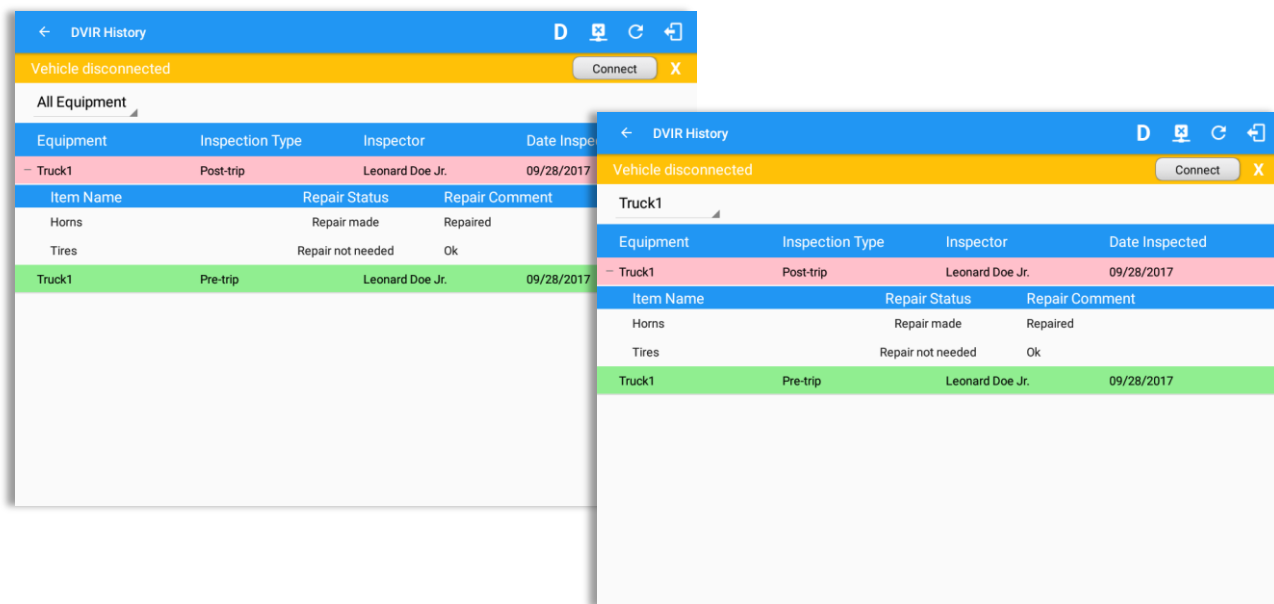 DVIR History D
Vehicle disconnected Connect X
All Equipment
Equipment Inspection Type Inspector Date Inspe
Truck1 Post-trip Leonard Doe Jr. 09/28/2017
Item Name Repair Status Repair Comment
Horns Repair made Repaired
Tires Repair not needed Ok
Truck1 Pre-trip Leonard Doe Jr. 09/28/2017
DVIR History D
Vehicle disconnected Connect X
Truck1
Equipment Inspection Type Inspector Date Inspected
Truck1 Post-trip Leonard Doe Jr. 09/28/2017
Item Name Repair Status Repair Comment
Horns Repair made Repaired
Tires Repair not needed Ok
Truck1 Pre-trip Leonard Doe Jr. 09/28/2017